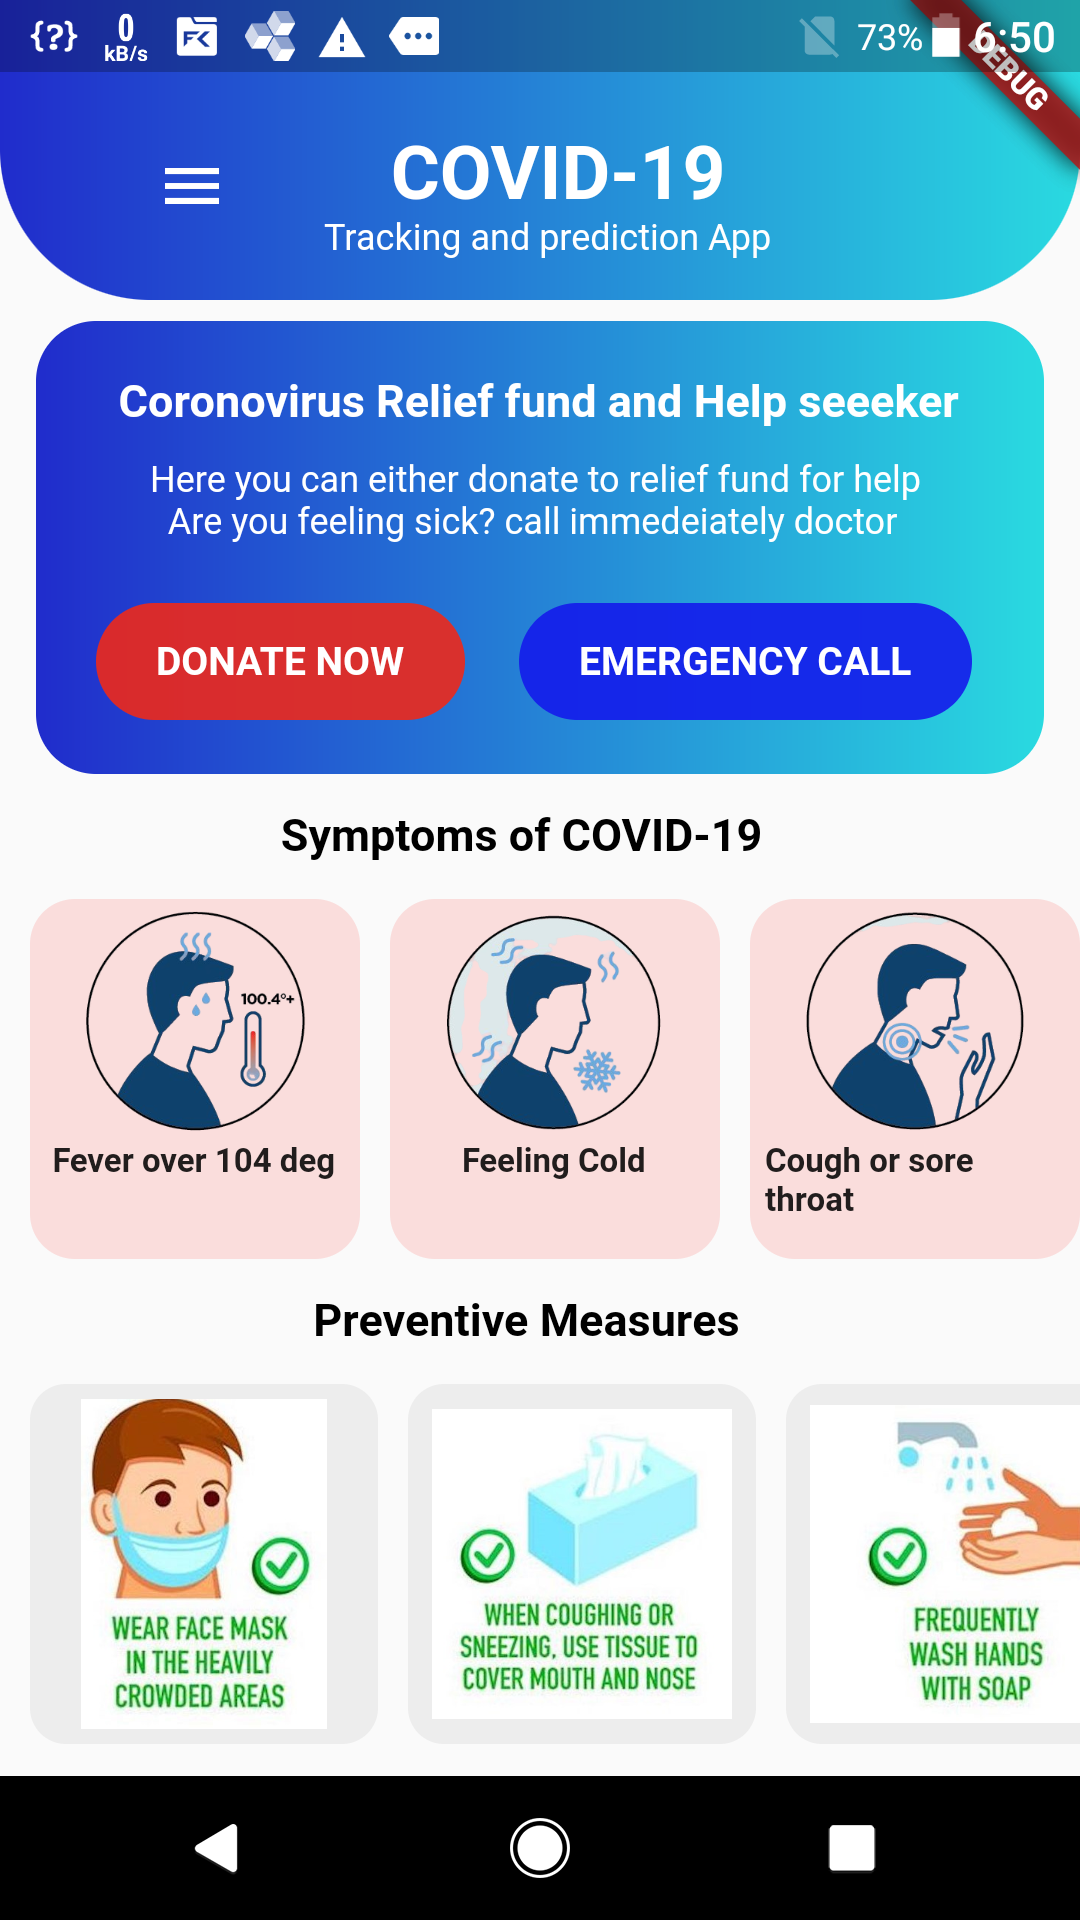 {?} 0 kB/s FK 73% 6:50
DEBUG
COVID-19
Tracking and prediction App
Coronovirus Relief fund and Help seeeker
Here you can either donate to relief fund for help
Are you feeling sick? call immedeiately doctor
DONATE NOW EMERGENCY CALL
Symptoms of COVID-19
100.4°+
Fever over 104 deg
Feeling Cold
Cough or sore
throat
Preventive Measures
WEAR FACE MASK
IN THE HEAVILY
CROWDED AREAS
WHEN COUGHING OR
SNEEZING, USE TISSUE TO
COVER MOUTH AND NOSE
FREQUENTLY
WASH HANDS
WITH SOAP